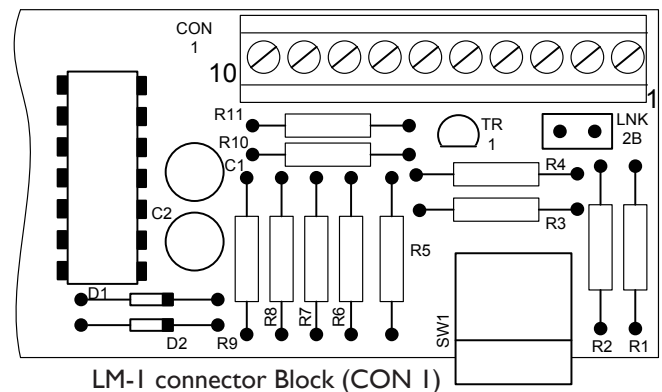 CON
1
10
1
R11
TR
1
LNK
2B
R10
C1
R4
C2
R3
R5
D1
R8
R7
R6
SW1
D2
R9
R2
R1
LM-1 connector Block (CON 1)